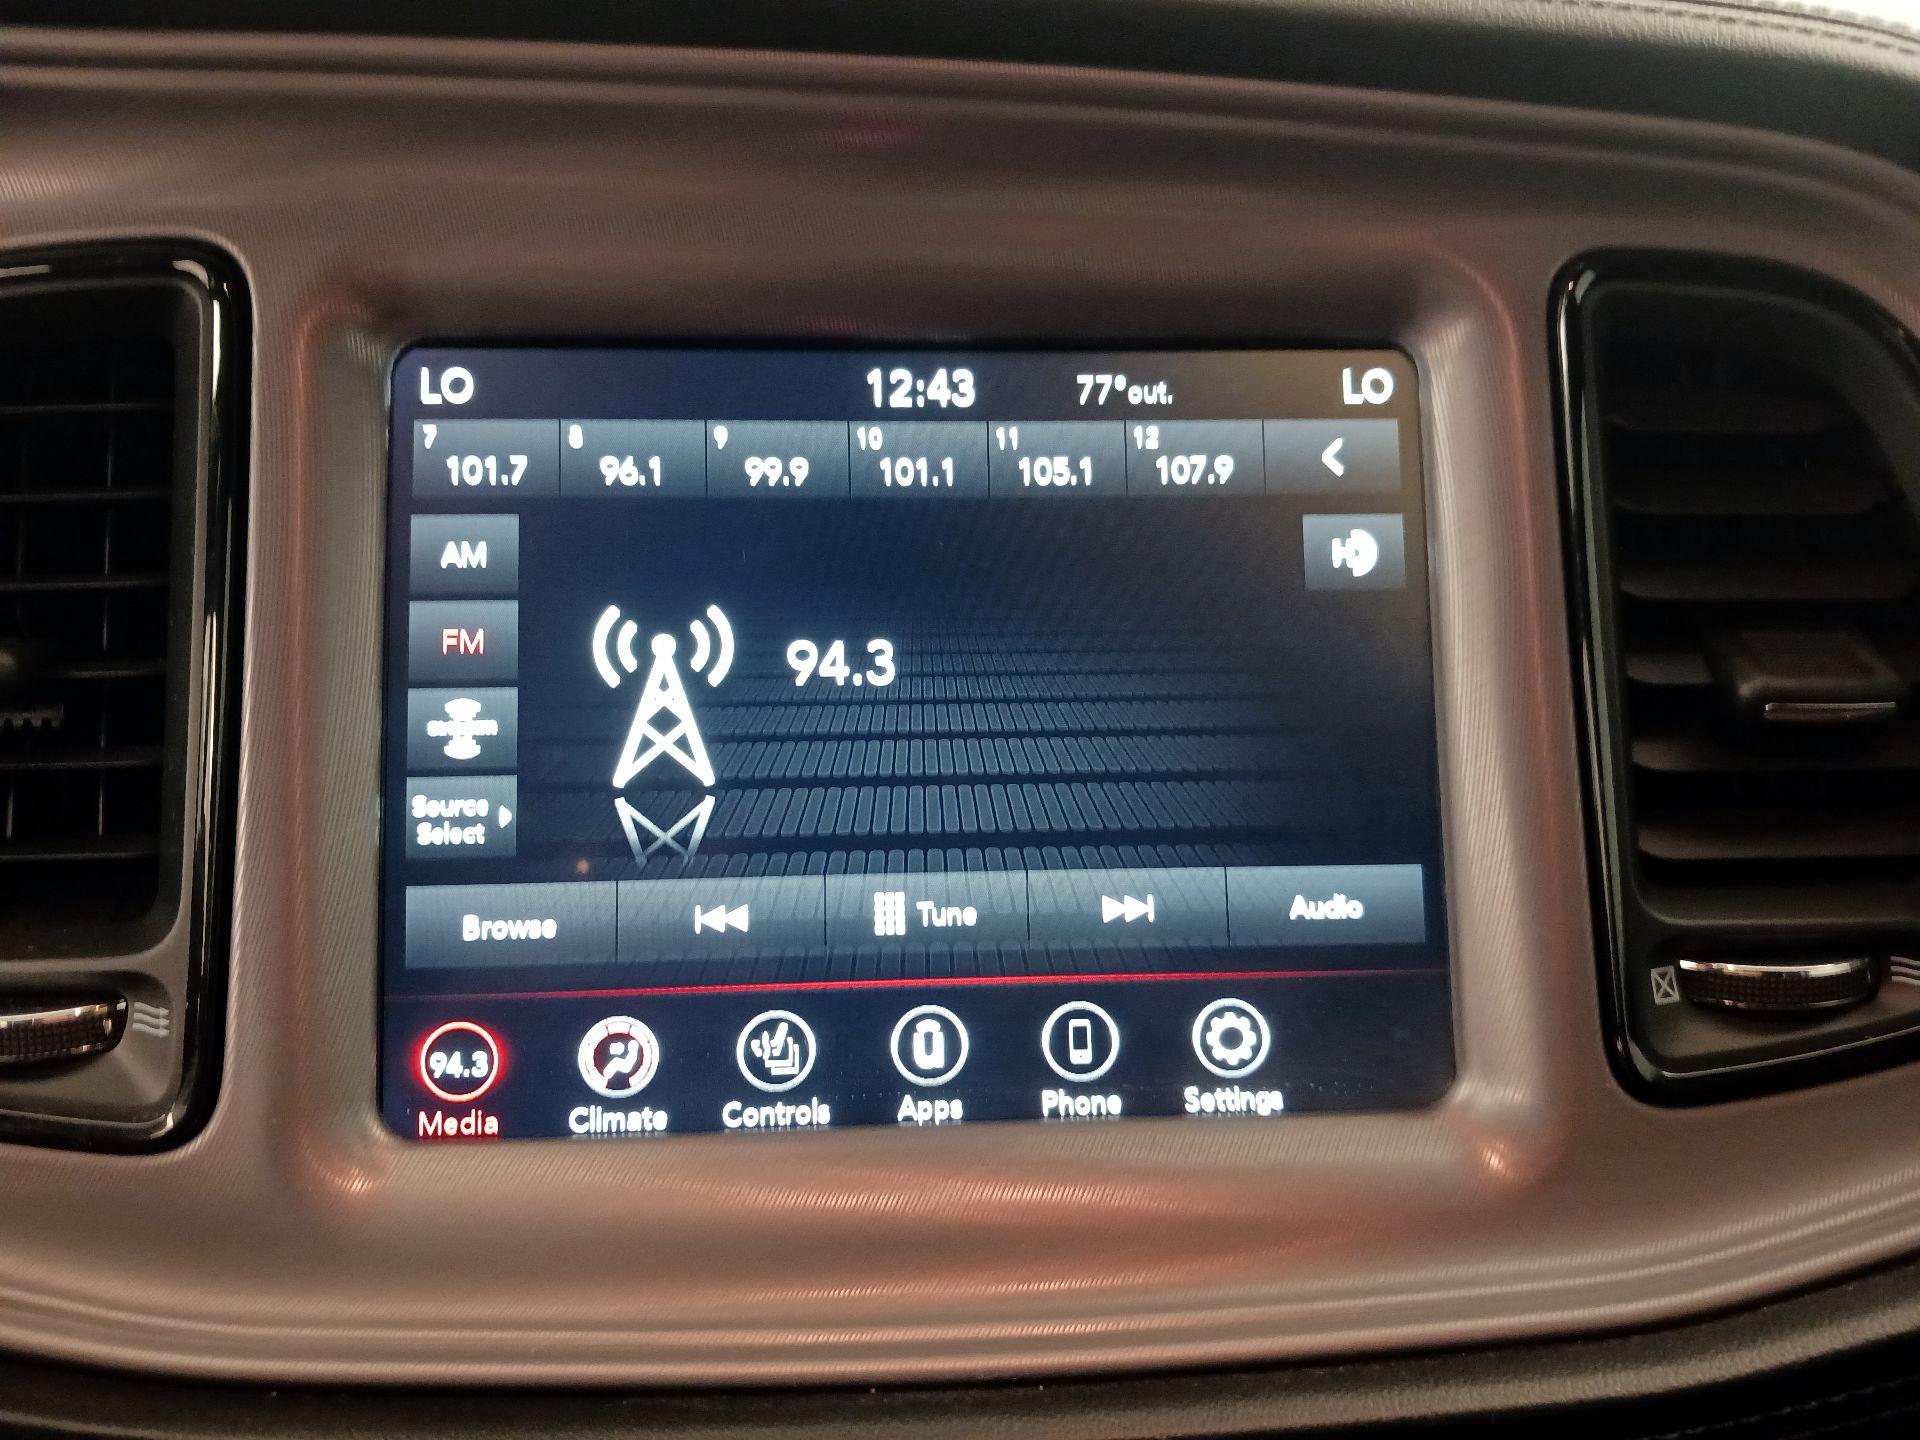 LO 12:43 77°out. LO
7 8 9 10 11 12
101.7 96.1 99.9 101.1 105.1 107.9
AM
HD
FM
94.3
Source
Select
Browse Tune Audio
94.3
Media Climate Controls Apps Phone Settings